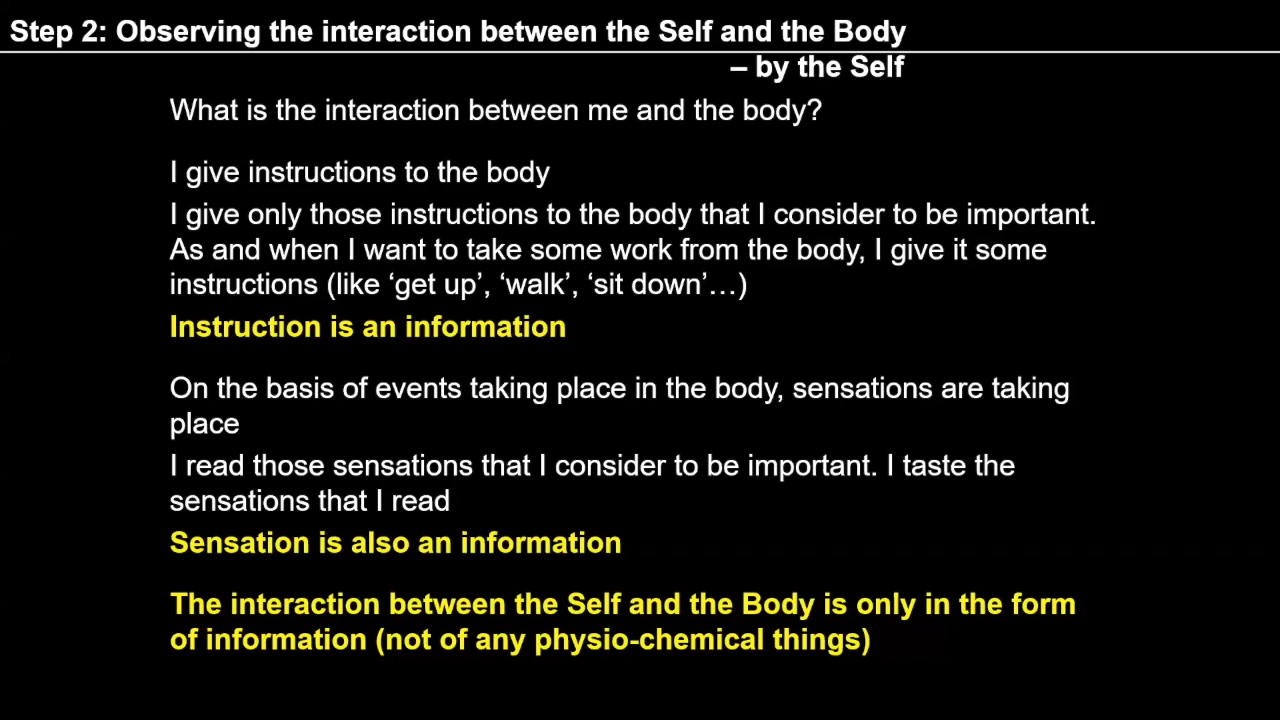 Step 2: Observing the interaction between the Self and the Body
– by the Self
What is the interaction between me and the body?
I give instructions to the body
I give only those instructions to the body that I consider to be important.
As and when I want to take some work from the body, I give it some
instructions (like ‘get up’, ‘walk’, ‘sit down’…)
Instruction is an information
On the basis of events taking place in the body, sensations are taking
place
I read those sensations that I consider to be important. I taste the
sensations that I read
Sensation is also an information
The interaction between the Self and the Body is only in the form
of information (not of any physio-chemical things)